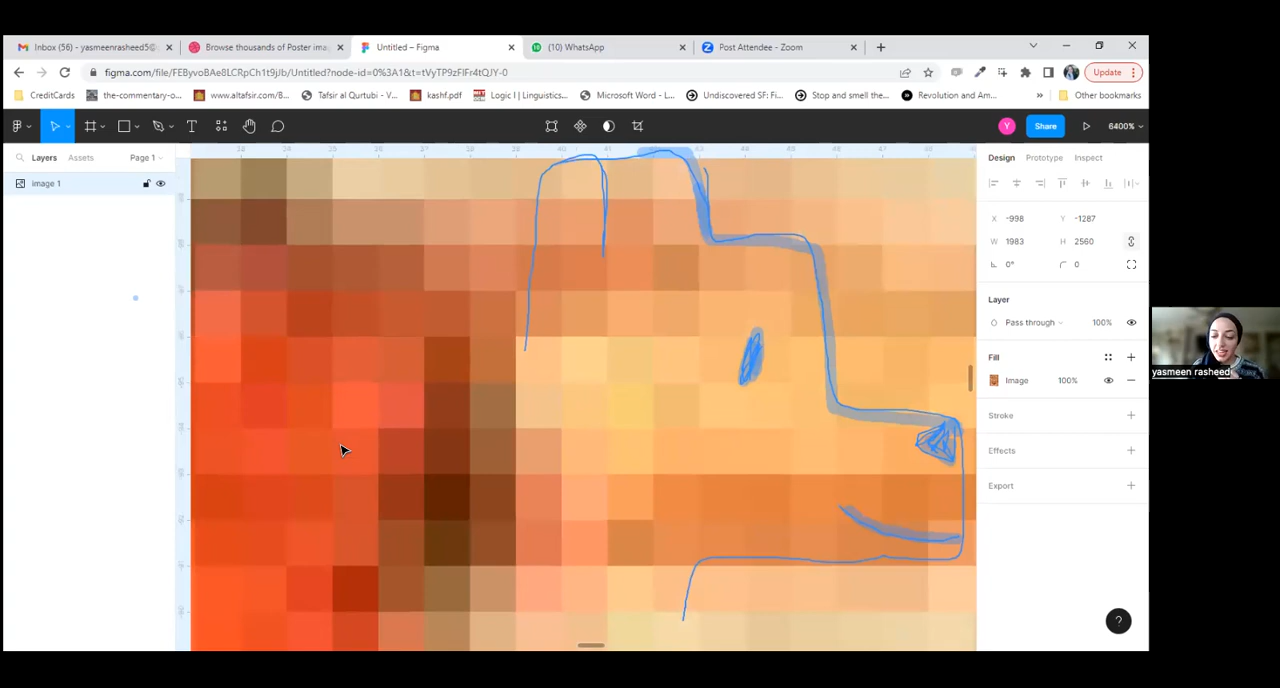 Inbox (56) - yasmeenrasheed5@
Browse thousands of Poster ima
Untitled – Figma
(10) WhatsApp
Post Attendee - Zoom
figma.com/file/FEByvoBAe8LCRpCh1t9jJb/Untitled?node-id=0%3A1&t=tVyTP9zFIFr4tQJY-0
Update
CreditCards
the-commentary-o...
www.altafsir.com/B...
Tafsir al Qurtubi - V...
kashf.pdf
Logic I | Linguistics...
Microsoft Word - L...
Undiscovered SF: Fi...
Stop and smell the...
Revolution and Am...
Other bookmarks
Y
Share
6400%
Layers
Assets
Page 1
Design
Prototype
Inspect
image 1
X -998
Y -1287
W 1983
H 2560
0°
0
Layer
Pass through
100%
Fill
Image
100%
Stroke
Effects
Export
?
yasmeen rasheed